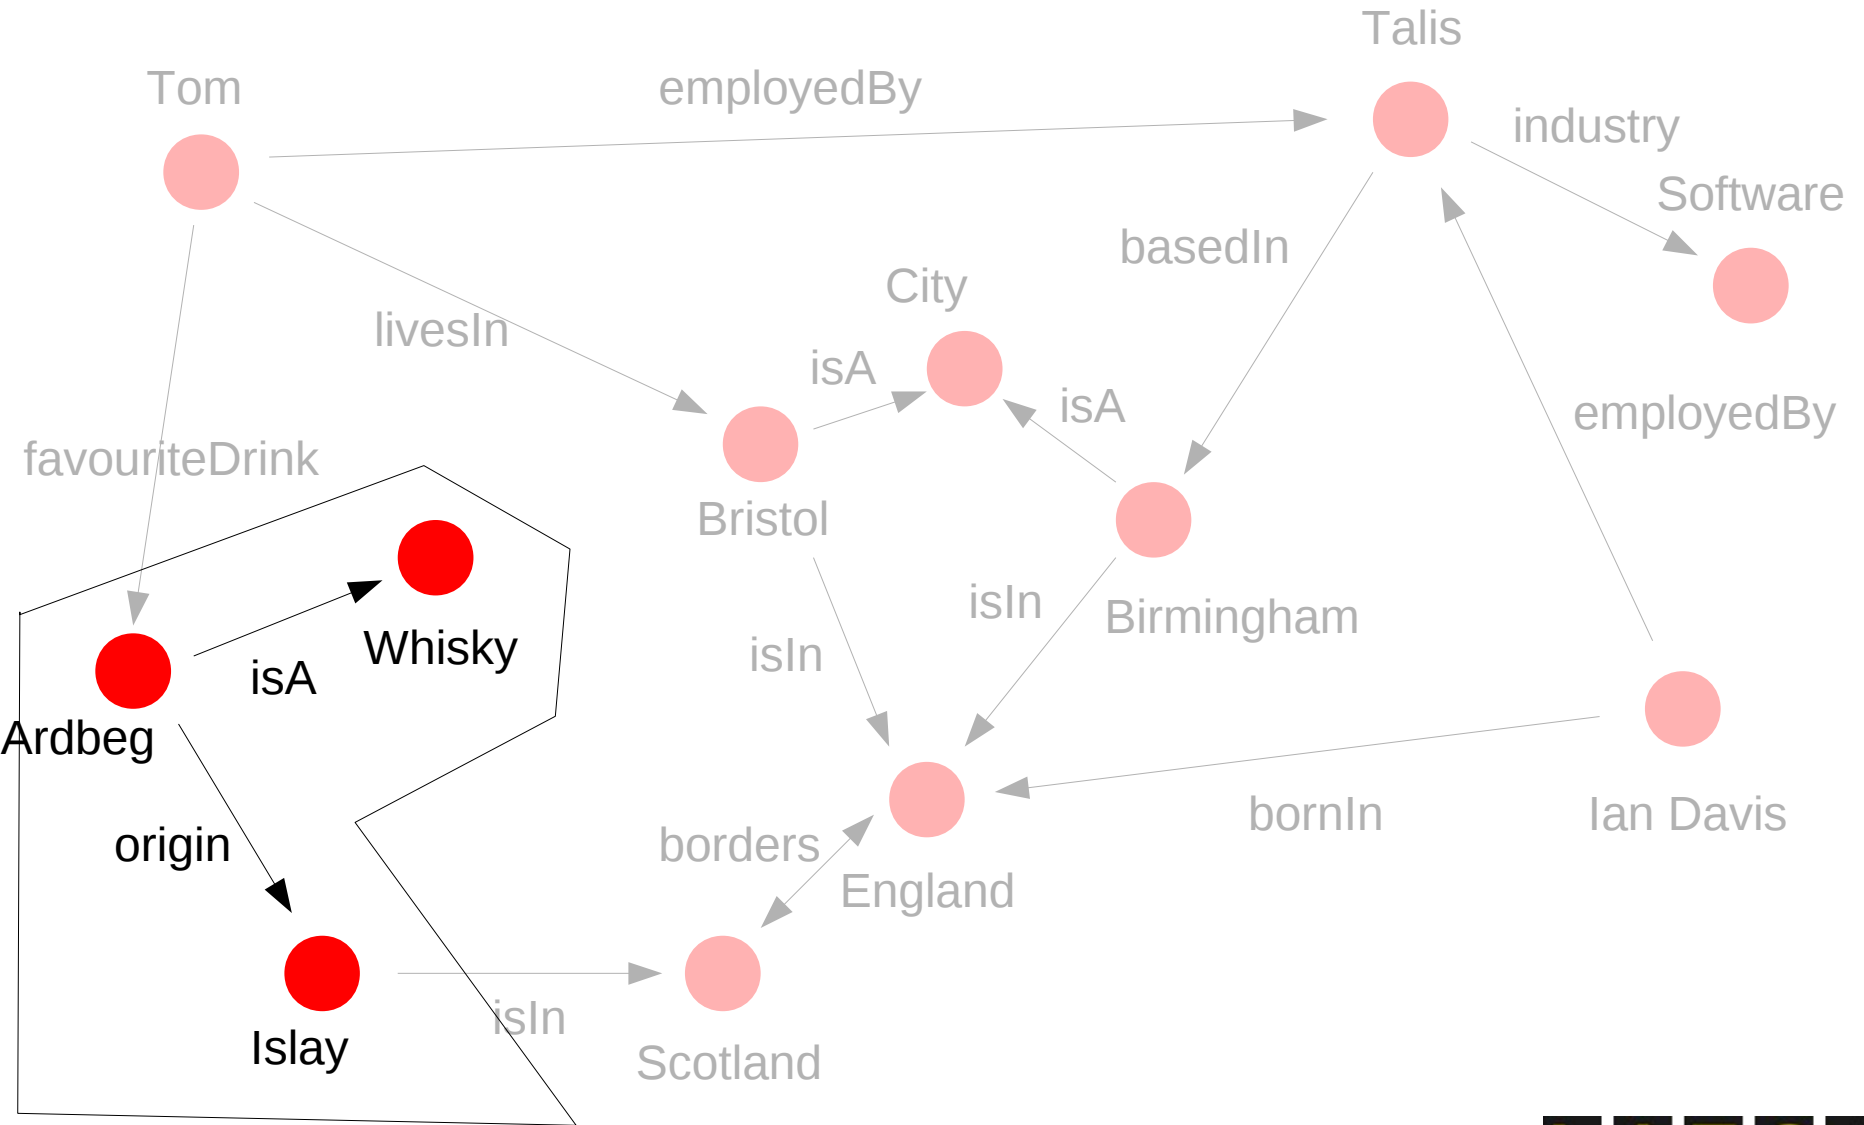 Talis
Tom
employedBy
industry
Software
basedIn
City
livesIn
isA
isA
employedBy
favouriteDrink
Bristol
isIn
Birmingham
Whisky
isIn
isA
Ardbeg
bornIn
Ian Davis
origin
borders
England
isIn
Islay
Scotland